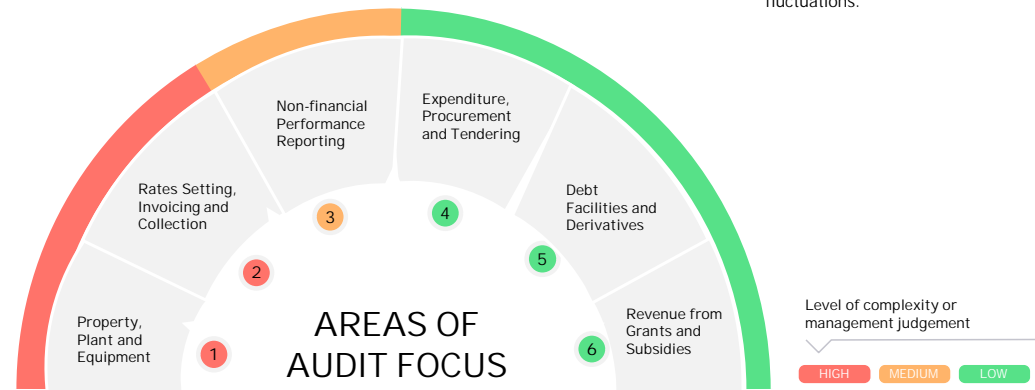 fluctuations.
Non-financial
Performance
Reporting
Expenditure,
Procurement
and Tendering
Rates Setting,
Invoicing and
Collection
Debt
Facilities and
Derivatives
3
4
5
2
Property,
Plant and
Equipment
1
AREAS OF
AUDIT FOCUS
6
Revenue from
Grants and
Subsidies
Level of complexity or
management judgement
HIGH
MEDIUM
LOW